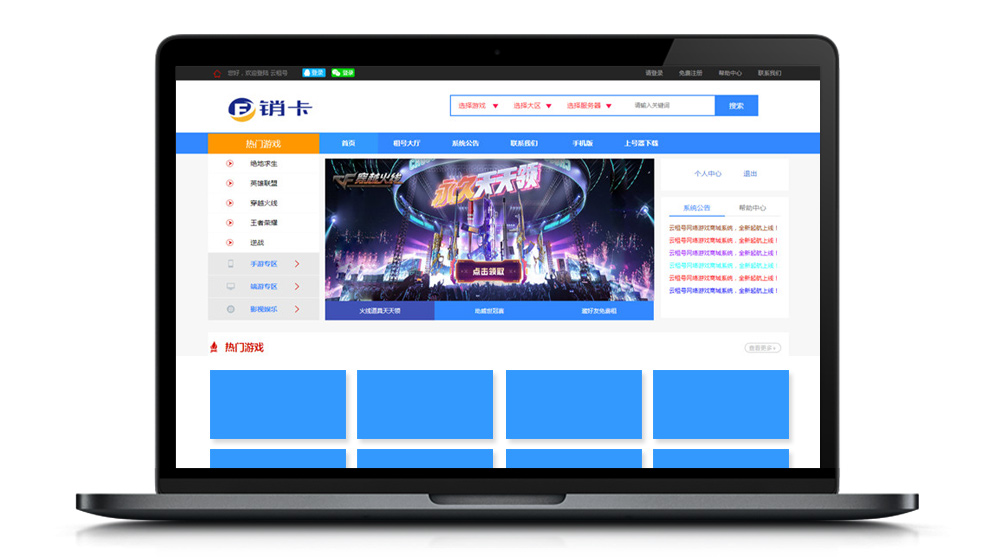 您好，欢迎登陆 云租号 登录 登录 请登录 免费注册 帮助中心 联系我们
销卡
选择游戏 选择大区 选择服务器 请输入关键词 搜索
热门游戏 首页 租号大厅 系统公告 联系我们 手机版 上号器下载
绝地求生
英雄联盟
穿越火线
王者荣耀
逆战
手游专区
端游专区
影视娱乐
穿越火线
永久天天领
点击领取
火线道具天天领
邀好友免费租
个人中心 退出
系统公告 帮助中心
云租号网络游戏商城系统，全新起航上线！
云租号网络游戏商城系统，全新起航上线！
云租号网络游戏商城系统，全新起航上线！
云租号网络游戏商城系统，全新起航上线！
云租号网络游戏商城系统，全新起航上线！
云租号网络游戏商城系统，全新起航上线！
热门游戏
查看更多+